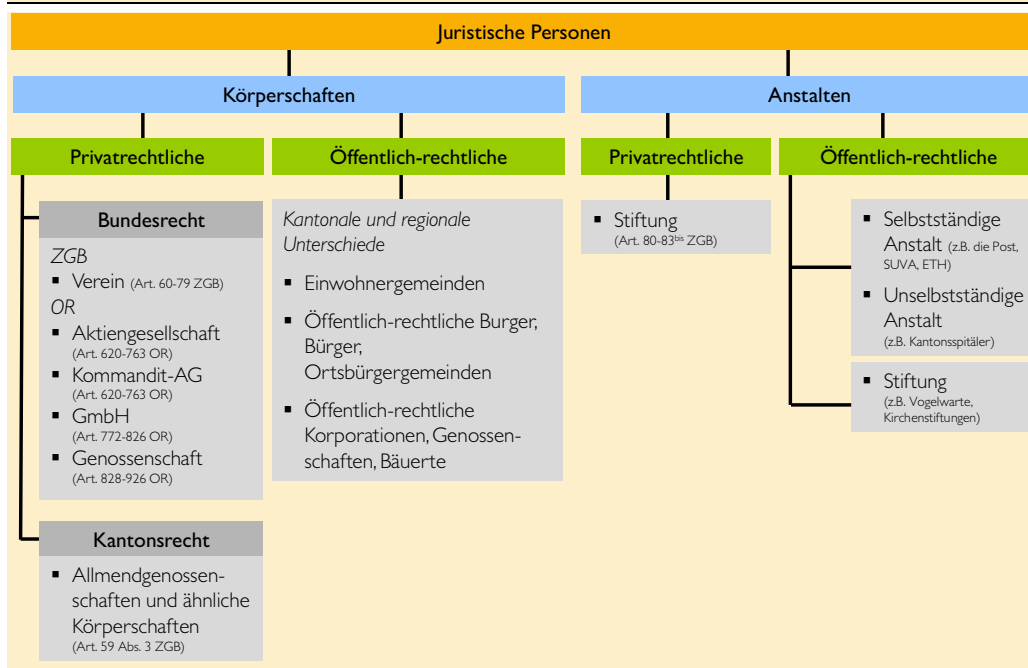 Juristische Personen
Körperschaften
Anstalten
Privatrechtliche
Öffentlich-rechtliche
Privatrechtliche
Öffentlich-rechtliche
Bundesrecht
ZGB
▪ Verein (Art. 60-79 ZGB)
OR
▪ Aktiengesellschaft
(Art. 620-763 OR)
▪ Kommandit-AG
(Art. 620-763 OR)
▪ GmbH
(Art. 772-826 OR)
▪ Genossenschaft
(Art. 828-926 OR)
Kantonsrecht
▪ Allmendgenossen-
schaften und ähnliche
Körperschaften
(Art. 59 Abs. 3 ZGB)
Kantonale und regionale
Unterschiede
▪ Einwohnergemeinden
▪ Öffentlich-rechtliche Burger,
Bürger,
Ortsbürgergemeinden
▪ Öffentlich-rechtliche
Korporationen, Genossen-
schaften, Bäuerte
▪ Stiftung
(Art. 80-83bis ZGB)
▪ Selbstständige
Anstalt (z.B. die Post,
SUVA, ETH)
▪ Unselbstständige
Anstalt
(z.B. Kantonsspitäler)
▪ Stiftung
(z.B. Vogelwarte,
Kirchenstiftungen)